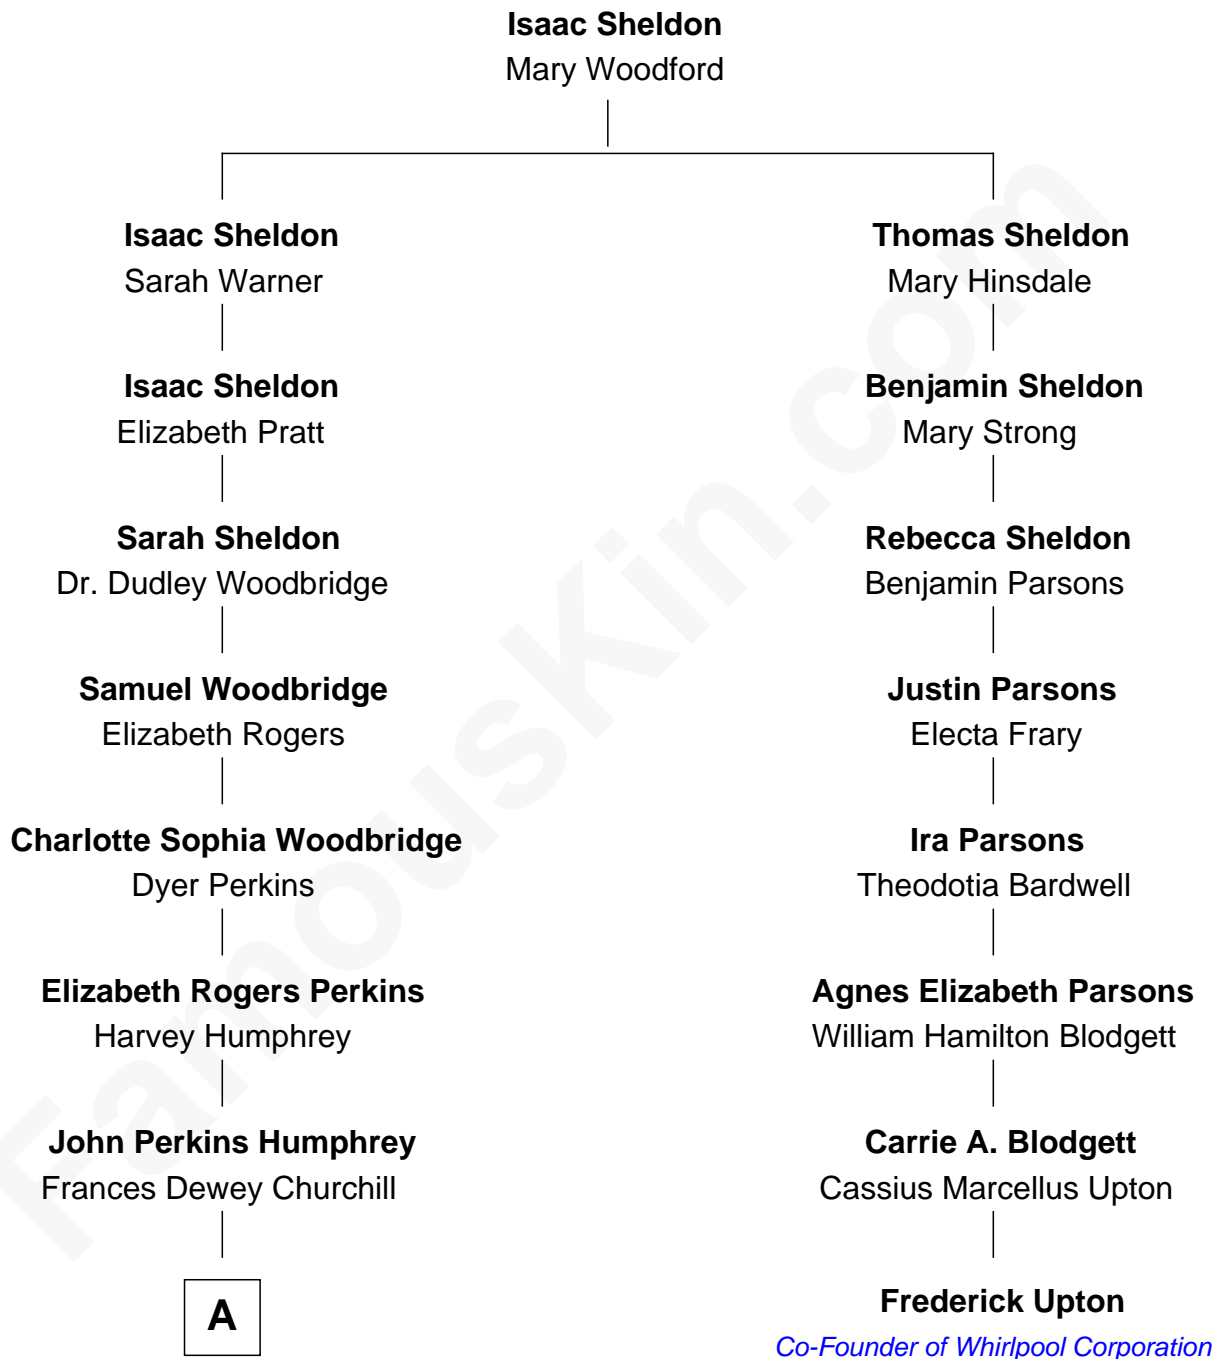 Isaac Sheldon
Mary Woodford
Isaac Sheldon
Sarah Warner
Thomas Sheldon
Mary Hinsdale
Isaac Sheldon
Elizabeth Pratt
Benjamin Sheldon
Mary Strong
Sarah Sheldon
Dr. Dudley Woodbridge
Rebecca Sheldon
Benjamin Parsons
Samuel Woodbridge
Elizabeth Rogers
Justin Parsons
Electa Frary
Charlotte Sophia Woodbridge
Dyer Perkins
Ira Parsons
Theodotia Bardwell
Elizabeth Rogers Perkins
Harvey Humphrey
Agnes Elizabeth Parsons
William Hamilton Blodgett
John Perkins Humphrey
Frances Dewey Churchill
Carrie A. Blodgett
Cassius Marcellus Upton
A
Frederick Upton
Co-Founder of Whirlpool Corporation
FamousKin.com